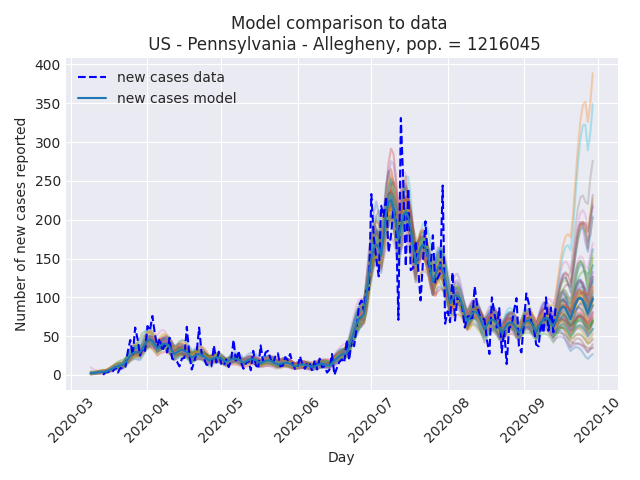 Model comparison to data
US - Pennsylvania - Allegheny, pop. = 1216045
400
350
300
250
200
150
100
50
0
Number of new cases reported
new cases data
new cases model
2020-03
2020-04
2020-05
2020-06
2020-07
2020-08
2020-09
2020-10
Day